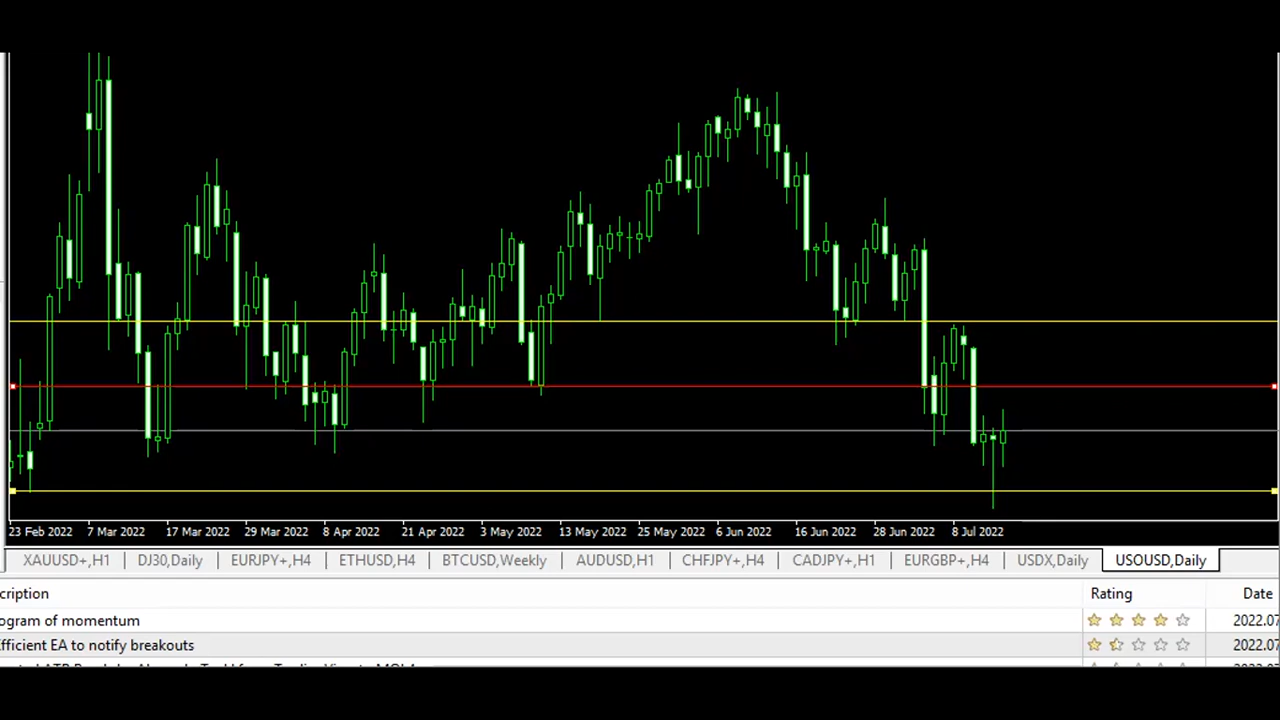 23 Feb 2022 7 Mar 2022 17 Mar 2022 29 Mar 2022 8 Apr 2022 21 Apr 2022 3 May 2022 13 May 2022 25 May 2022 6 Jun 2022 16 Jun 2022 28 Jun 2022 8 Jul 2022
XAUUSD+,H1 DJ30,Daily EURJPY+,H4 ETHUSD,H4 BTCUSD,Weekly AUDUSD,H1 CHFJPY+,H4 CADJPY+,H1 EURGBP+,H4 USDX,Daily USOUSD,Daily
cription Rating Date
ogram of momentum 2022.07
fficient EA to notify breakouts 2022.07